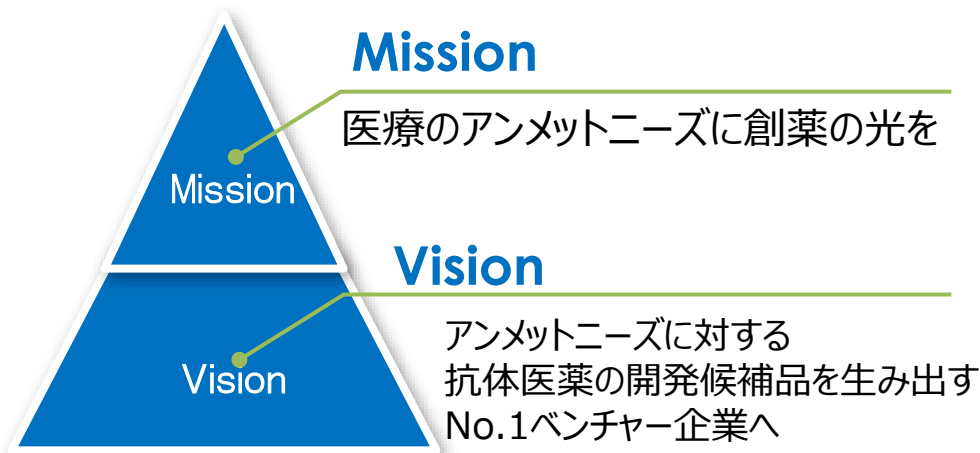 Mission
医療のアンメットニーズに創薬の光を
Mission
Vision
アンメットニーズに対する
抗体医薬の開発候補品を生み出す
No.1ベンチャー企業へ
Vision